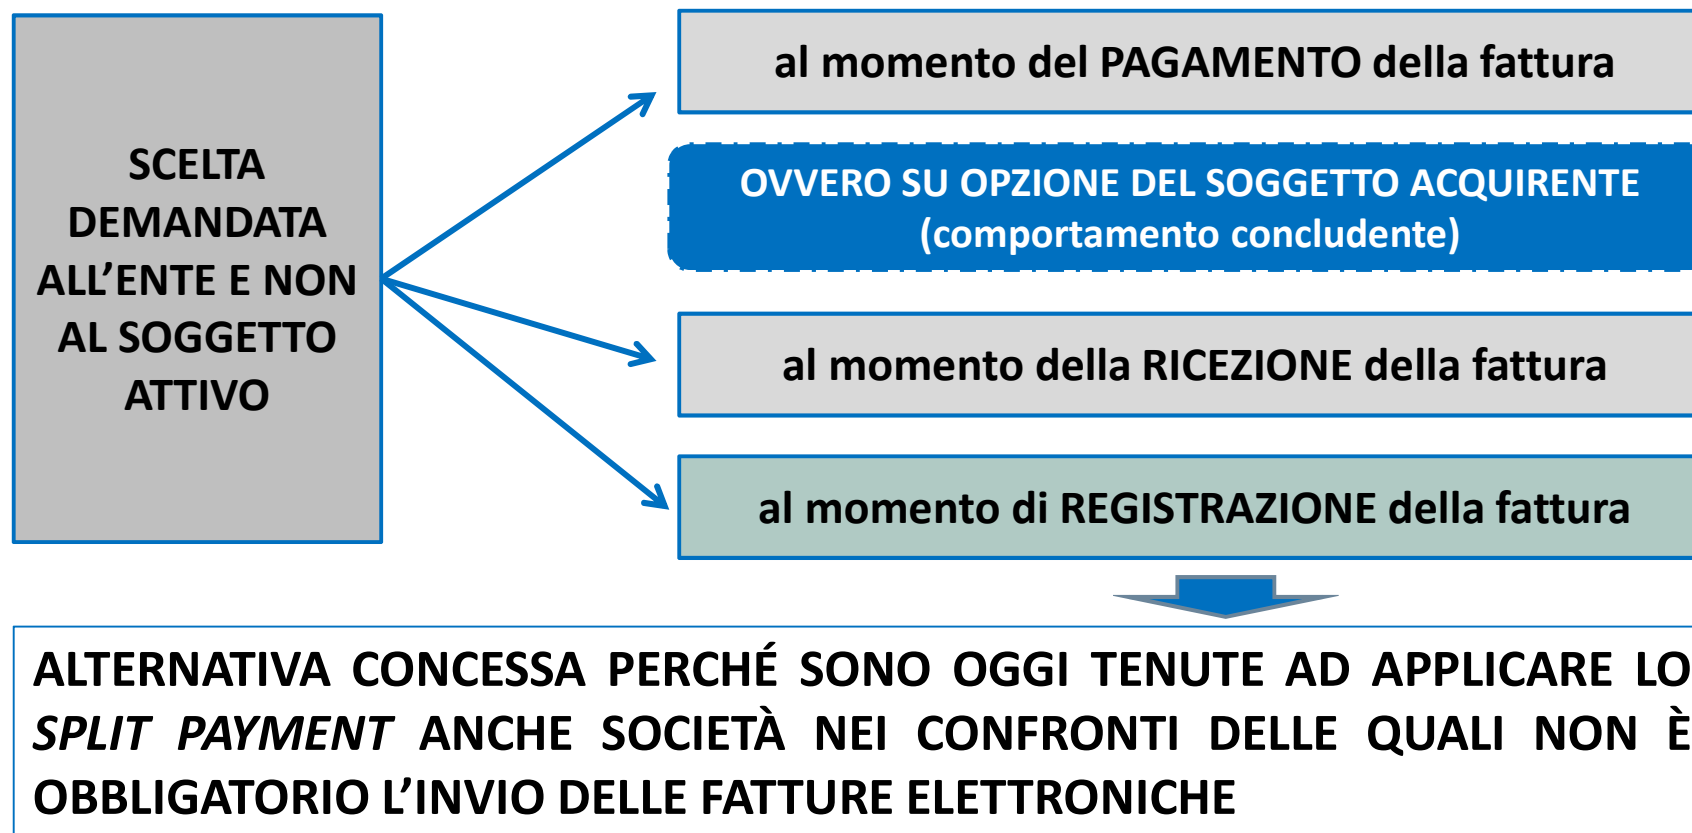 SCELTA
DEMANDATA
ALL’ENTE E NON
AL SOGGETTO
ATTIVO
al momento del PAGAMENTO della fattura
OVVERO SU OPZIONE DEL SOGGETTO ACQUIRENTE
(comportamento concludente)
al momento della RICEZIONE della fattura
al momento di REGISTRAZIONE della fattura
ALTERNATIVA CONCESSA PERCHÉ SONO OGGI TENUTE AD APPLICARE LO
SPLIT PAYMENT ANCHE SOCIETÀ NEI CONFRONTI DELLE QUALI NON È
OBBLIGATORIO L’INVIO DELLE FATTURE ELETTRONICHE